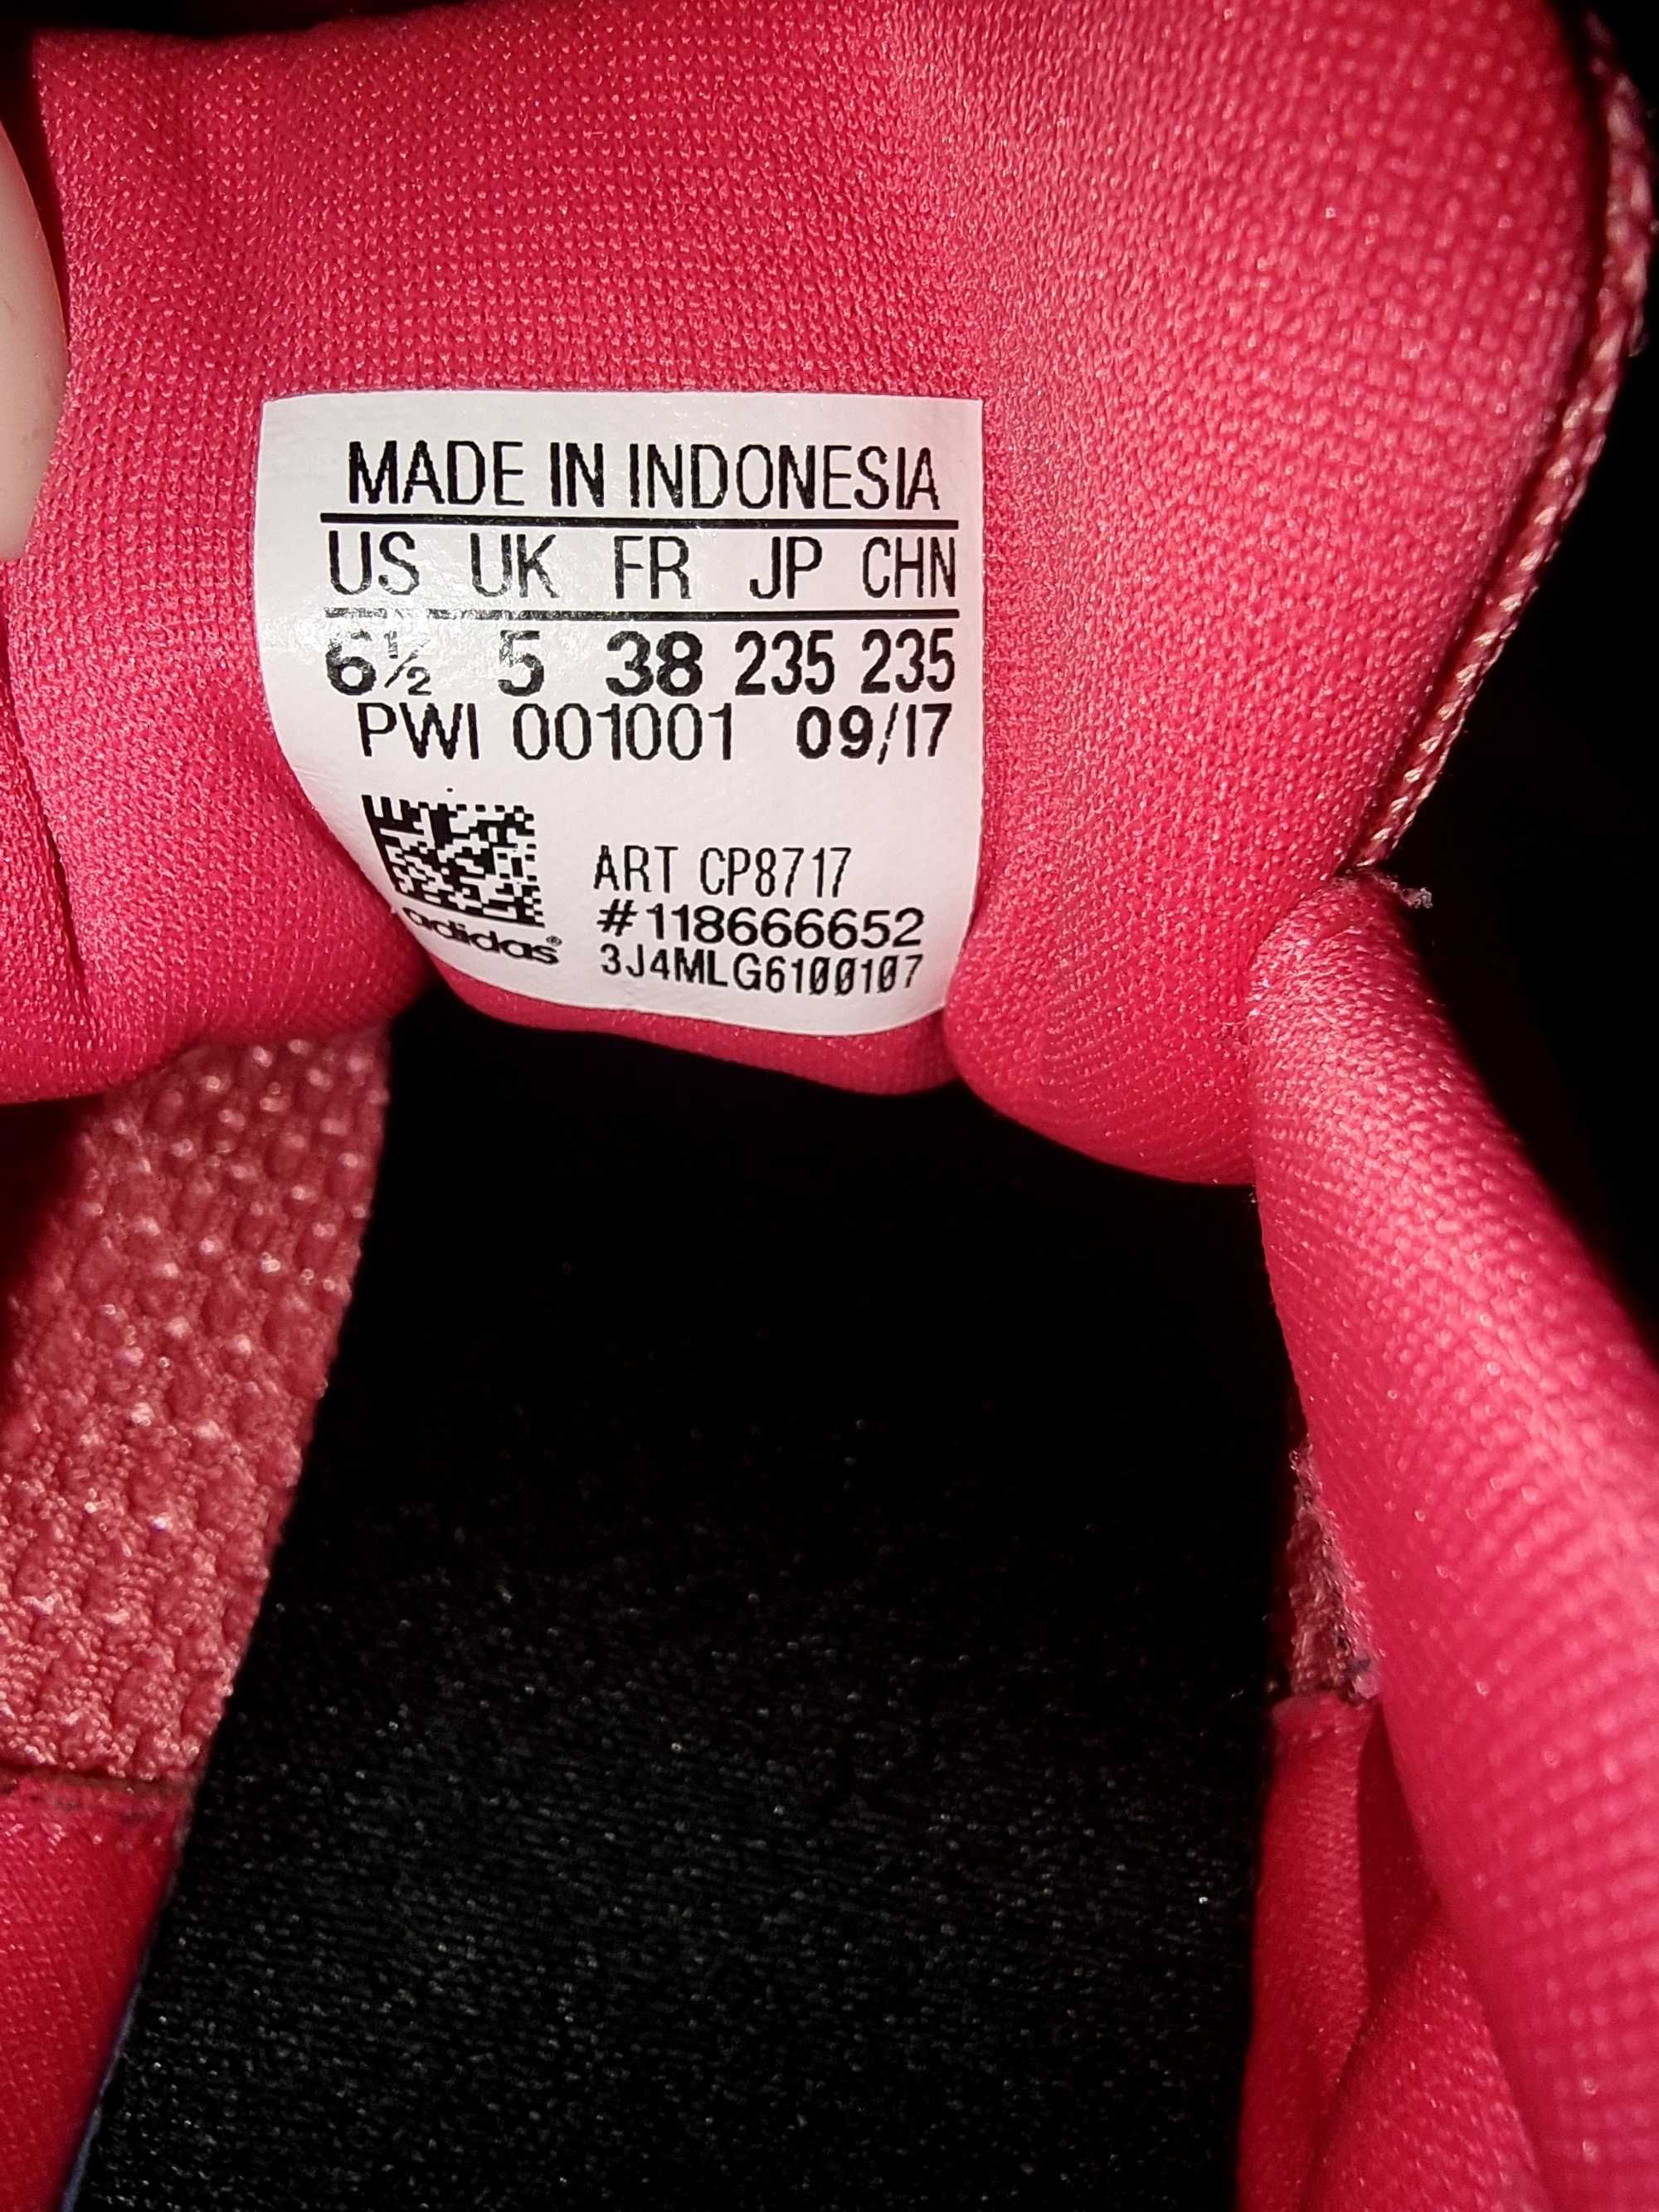 MADE IN INDONESIA
US UK FR JP CHN
6½ 5 38 235 235
PWI 001001 09/17
ART CP8717
#118666652
adidas®
3J4MLG6100107